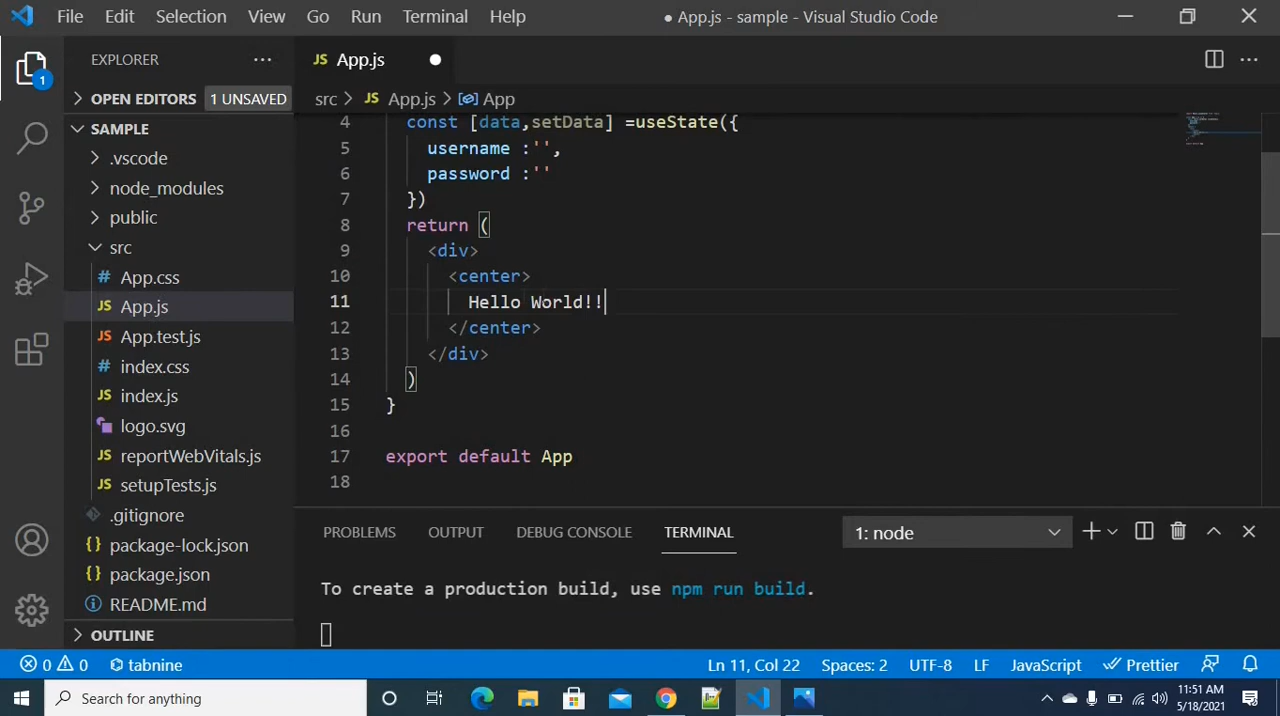 File Edit Selection View Go Run Terminal Help ● App.js - sample - Visual Studio Code
EXPLORER ···
JS App.js ●
OPEN EDITORS 1 UNSAVED
src > JS App.js > App
SAMPLE
.vscode
node_modules
public
src
# App.css
JS App.js
JS App.test.js
# index.css
JS index.js
logo.svg
JS reportWebVitals.js
JS setupTests.js
.gitignore
{} package-lock.json
{} package.json
README.md
OUTLINE
1
4 const [data,setData] =useState({
5 username :'',
6 password :''
7 })
8 return (
9 <div>
10 <center>
11 Hello World!!
12 </center>
13 </div>
14 )
15 }
16
17 export default App
18
PROBLEMS OUTPUT DEBUG CONSOLE TERMINAL 1: node
To create a production build, use npm run build.
0 0 tabnine Ln 11, Col 22 Spaces: 2 UTF-8 LF JavaScript Prettier
Search for anything
11:51 AM
5/18/2021